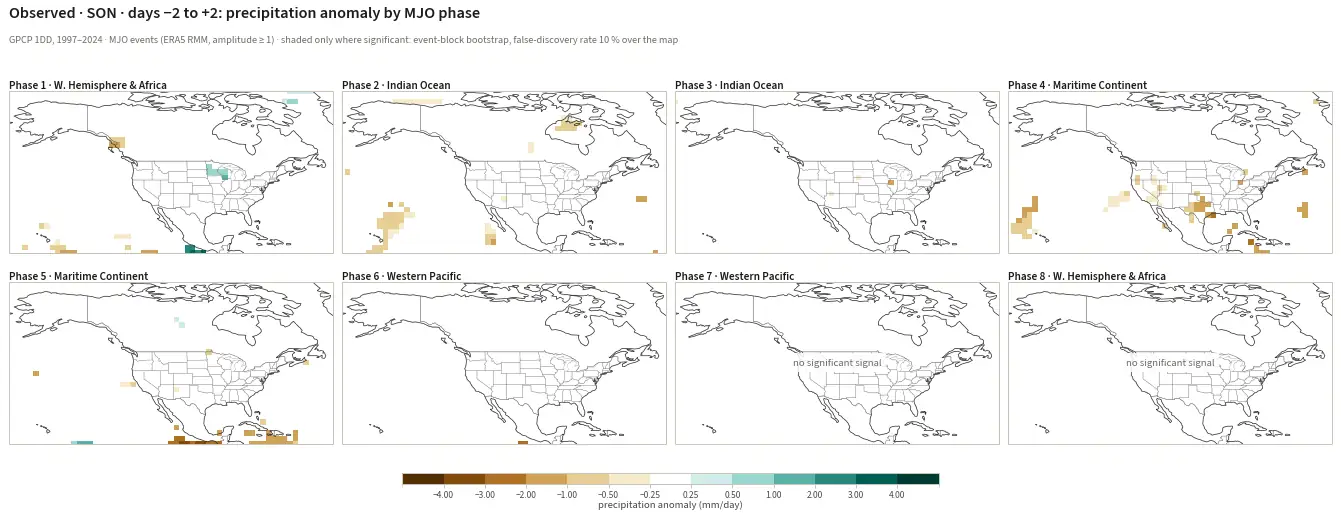 Observed · SON · days −2 to +2: precipitation anomaly by MJO phase
GPCP 1DD, 1997–2024 · MJO events (ERA5 RMM, amplitude ≥ 1) · shaded only where significant: event-block bootstrap, false-discovery rate 10 % over the map
Phase 1 · W. Hemisphere & Africa
Phase 2 · Indian Ocean
Phase 3 · Indian Ocean
Phase 4 · Maritime Continent
Phase 5 · Maritime Continent
Phase 6 · Western Pacific
Phase 7 · Western Pacific
Phase 8 · W. Hemisphere & Africa
no significant signal
no significant signal
−4.00 −3.00 −2.00 −1.00 −0.50 −0.25 0.25 0.50 1.00 2.00 3.00 4.00
precipitation anomaly (mm/day)